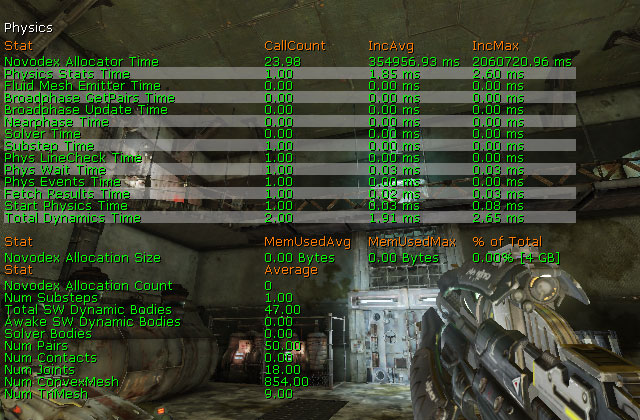 Physics
Stat CallCount IncAvg IncMax
Novodex Allocator Time 23.98 354956.93 ms 2060720.96 ms
Physics Stats Time 1.00 1.85 ms 2.60 ms
Fluid Mesh Emitter Time 0.00 0.00 ms 0.00 ms
Broadphase GetPairs Time 0.00 0.00 ms 0.00 ms
Broadphase Update Time 0.00 0.00 ms 0.00 ms
Nearphase Time 0.00 0.00 ms 0.00 ms
Solver Time 0.00 0.00 ms 0.00 ms
Substep Time 1.00 0.00 ms 0.00 ms
Phys LineCheck Time 1.00 0.00 ms 0.00 ms
Phys Wait Time 1.00 0.03 ms 0.03 ms
Phys Events Time 1.00 ms 0.00 ms
Fetch Results Time 1.00 0.02 ms 0.03 ms
Start Physics Time 1.00 0.03 ms 0.08 ms
Total Dynamics Time 2.00 1.91 ms 2.65 ms
Stat MemUsedAvg MemUsedMax % of Total
Novodex Allocation Size 0.00 Bytes 0.00 Bytes 0.00% [4 GB]
Stat Average
Novodex Allocation Count 0
Num Substeps 1.00
Total SW Dynamic Bodies 47.00
Awake SW Dynamic Bodies 0.00
Solver Bodies 0.00
Num Pairs 50.00
Num Contacts 0.00
Num Joints 18.00
Num ConvexMesh 854.00
Num TriMesh 9.00